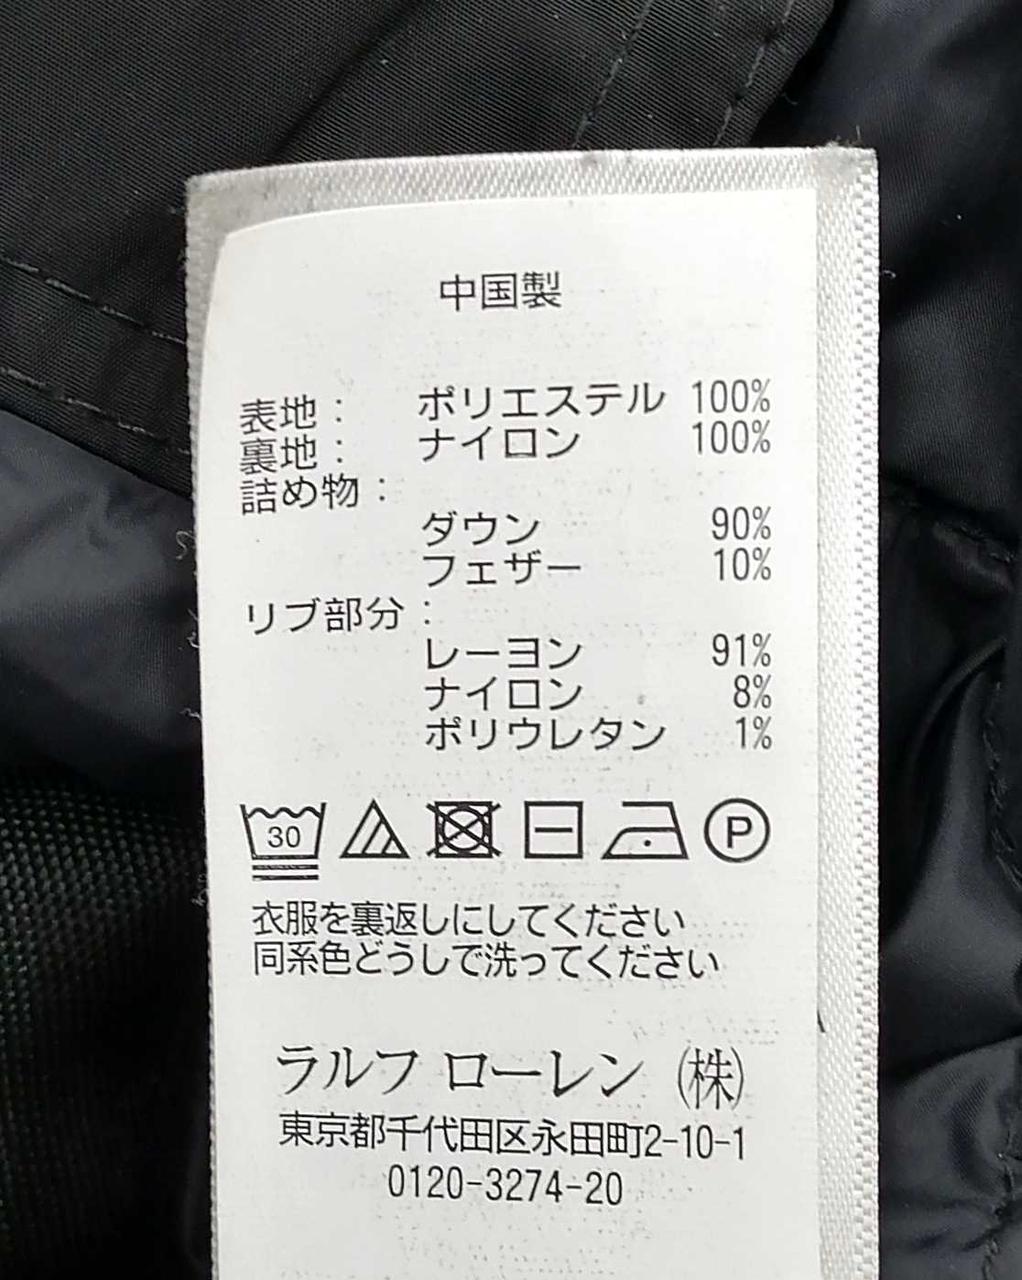 中国製
表地： ポリエステル 100%
裏地： ナイロン 100%
詰め物：
ダウン 90%
フェザー 10%
リブ部分：
レーヨン 91%
ナイロン 8%
ポリウレタン 1%
30 P
衣服を裏返しにしてください
同系色どうしで洗ってください
ラルフ ローレン (株)
東京都千代田区永田町2-10-1
0120-3274-20